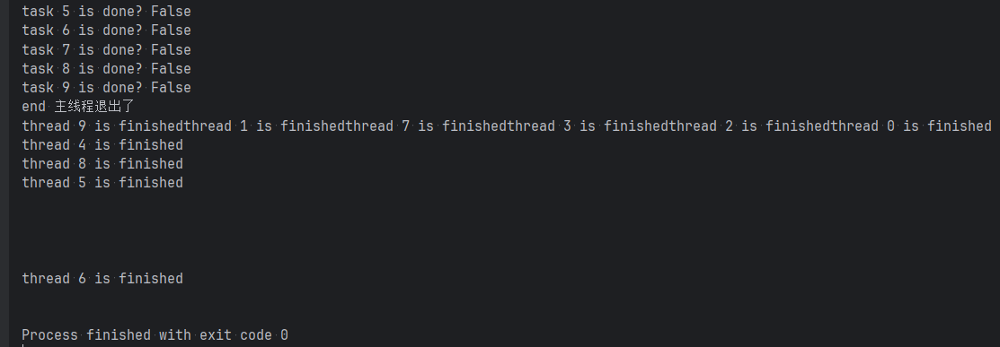 task 5 is done? False
task 6 is done? False
task 7 is done? False
task 8 is done? False
task 9 is done? False
end 主线程退出了
thread 9 is finishedthread 1 is finishedthread 7 is finishedthread 3 is finishedthread 2 is finishedthread 0 is finished
thread 4 is finished
thread 8 is finished
thread 5 is finished
thread 6 is finished
Process finished with exit code 0